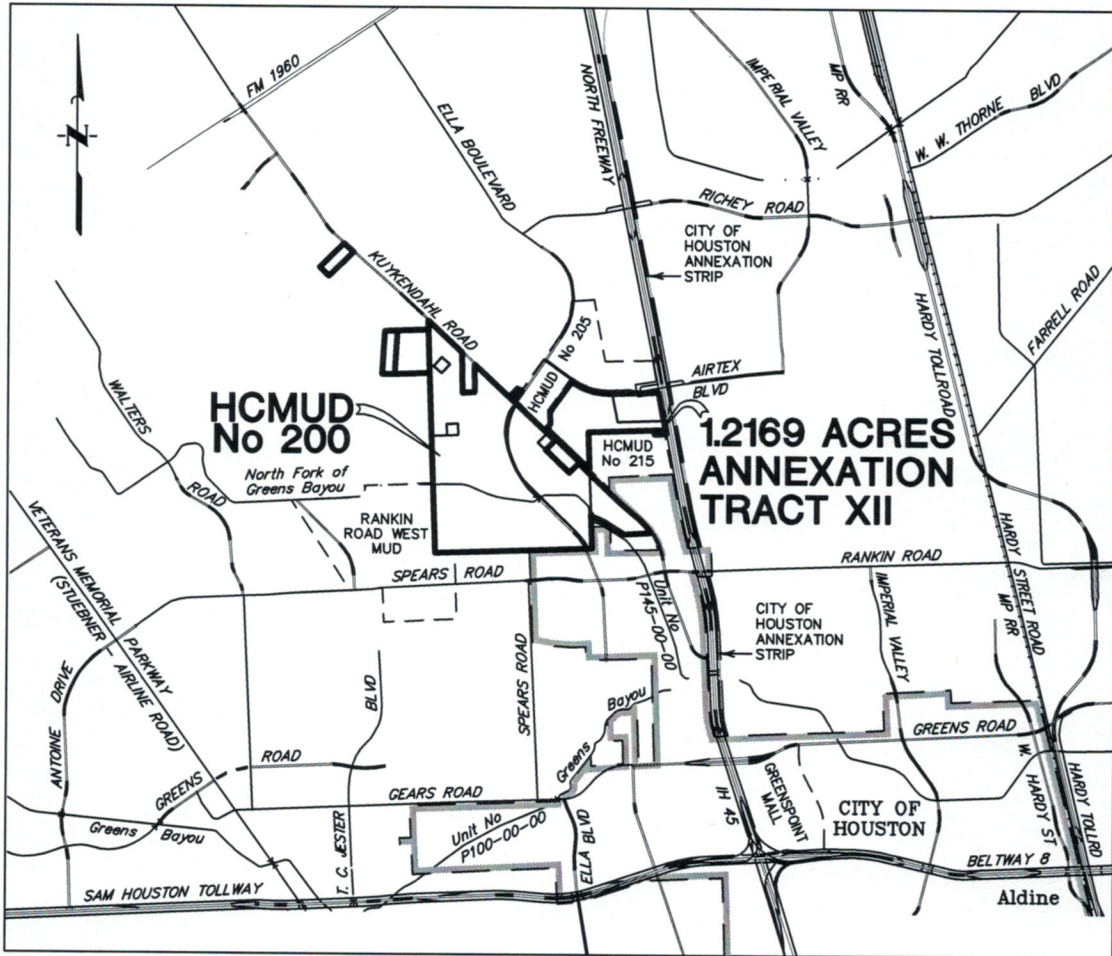 FM 1960
ELLA BOULEVARD
NORTH FREEWAY
IMPERIAL VALLEY
MP RR
W. W. THORNE BLVD
N
RICHEY ROAD
CITY OF
HOUSTON
ANNEXATION
STRIP
KUYKENDAHL ROAD
HARDY TOLLROAD
FARRELL ROAD
HCMUD No 205
AIRTEX
BLVD
WALTERS
ROAD
HCMUD
No 200
HCMUD
No 215
1.2169 ACRES
ANNEXATION
TRACT XII
North Fork of
Greens Bayou
RANKIN
ROAD WEST
MUD
VETERANS MEMORIAL PARKWAY
(STUEBNER AIRLINE ROAD)
SPEARS ROAD
RANKIN ROAD
HARDY STREET ROAD
MP RR
Unit No
P145-00-00
IMPERIAL VALLEY
CITY OF
HOUSTON
ANNEXATION
STRIP
ANTOINE DRIVE
BLVD
SPEARS ROAD
Greens Bayou
GREENS ROAD
GREENS ROAD
Greens
Bayou
GEARS ROAD
Unit No
P100-00-00
T. C. JESTER
ELLA BLVD
IH 45
GREENSPOINT
MALL
CITY OF
HOUSTON
W. HARDY ST
HARDY TOLLRD
SAM HOUSTON TOLLWAY
BELTWAY 8
Aldine